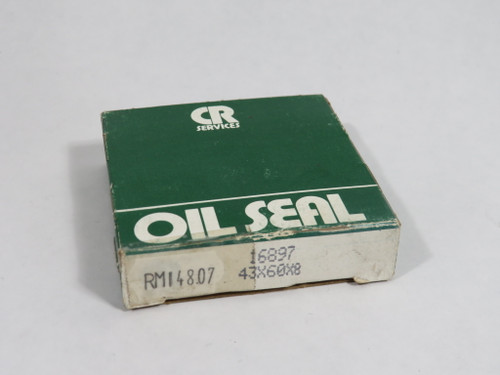 CR
SERVICES
OIL SEAL
16897
RM14807 43X60X8